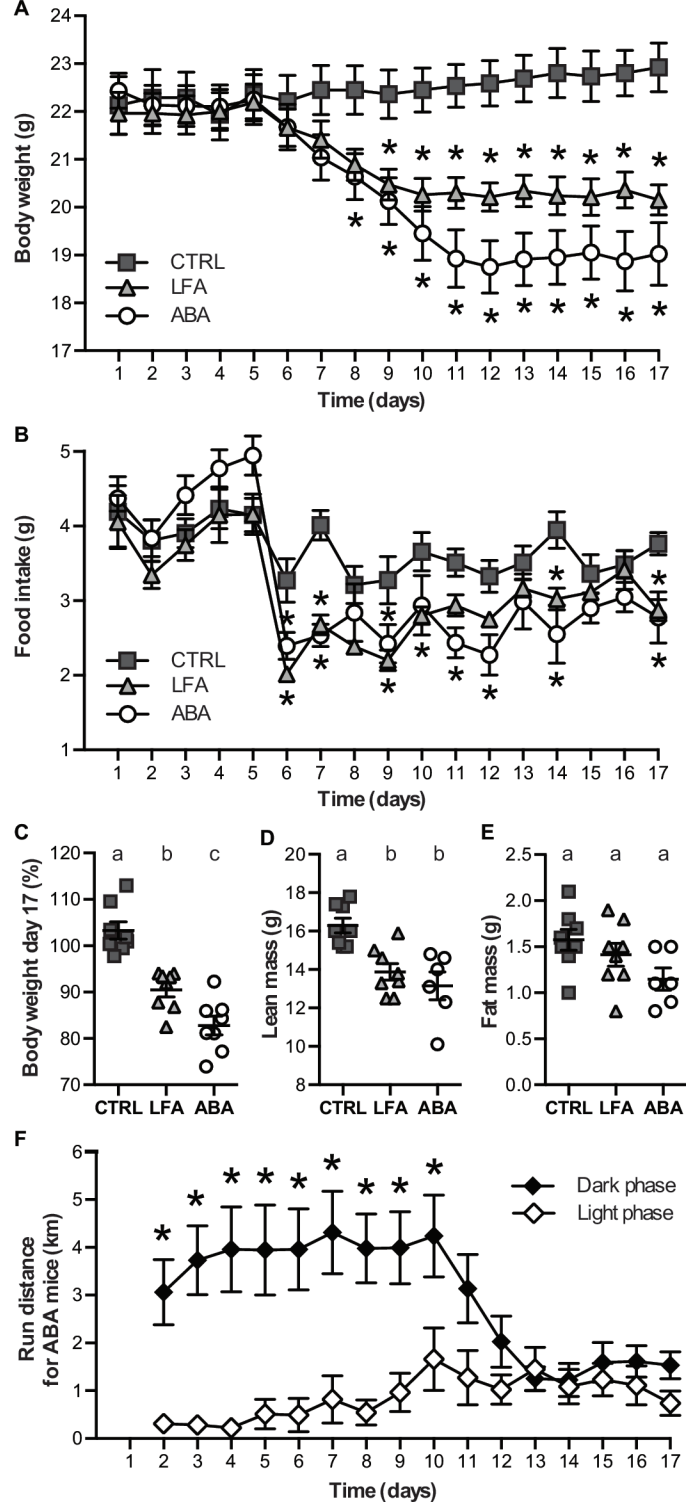 A
23
22
21
20
19
18
17
Body weight (g)
* * * * * * * * *
* * * * * * * * * *
CTRL
LFA
ABA
1 2 3 4 5 6 7 8 9 10 11 12 13 14 15 16 17
Time (days)
B
5
4
3
2
1
Food intake (g)
* * * * *
* * * * * * * *
CTRL
LFA
ABA
1 2 3 4 5 6 7 8 9 10 11 12 13 14 15 16 17
Time (days)
C
120
110
100
90
80
70
Body weight day 17 (%)
a b c
CTRL LFA ABA
D
20
18
16
14
12
10
8
Lean mass (g)
a b b
CTRL LFA ABA
E
2.5
2.0
1.5
1.0
0.5
0.0
Fat mass (g)
a a a
CTRL LFA ABA
F
6
5
4
3
2
1
0
Run distance
for ABA mice (km)
* * * * * * * * *
Dark phase
Light phase
1 2 3 4 5 6 7 8 9 10 11 12 13 14 15 16 17
Time (days)